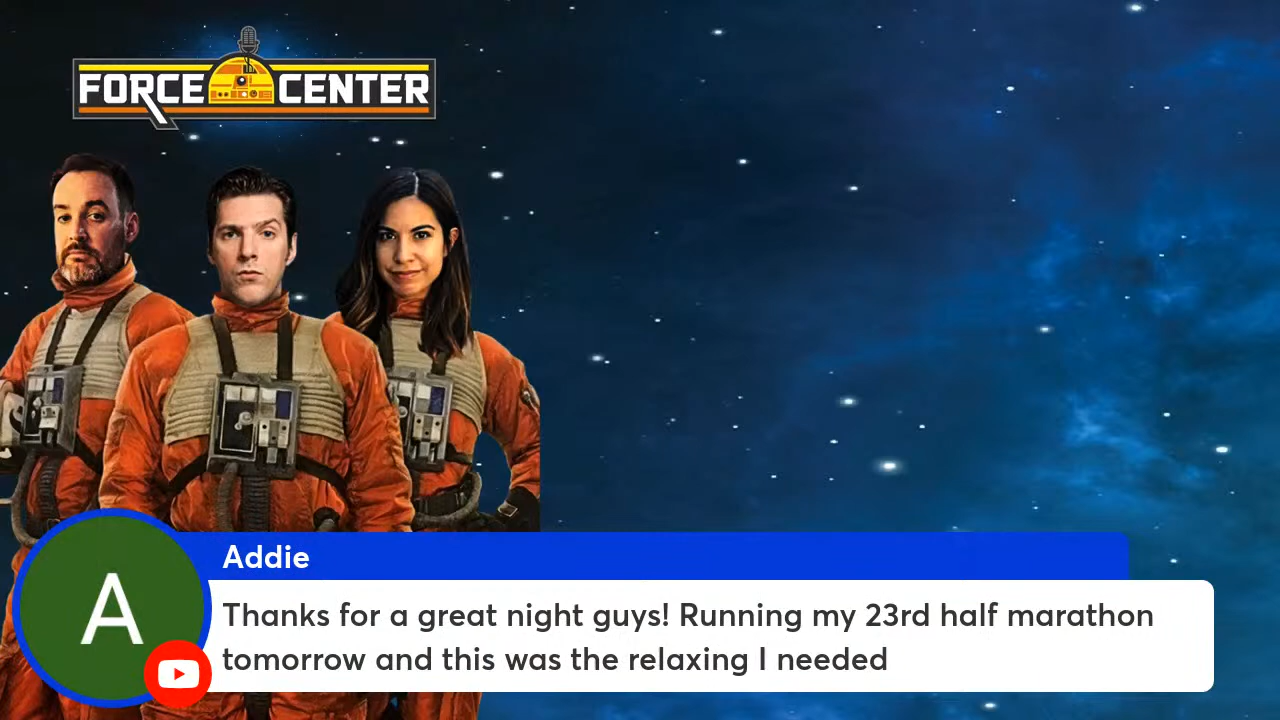 FORCE CENTER
Addie
A
Thanks for a great night guys! Running my 23rd half marathon
tomorrow and this was the relaxing I needed